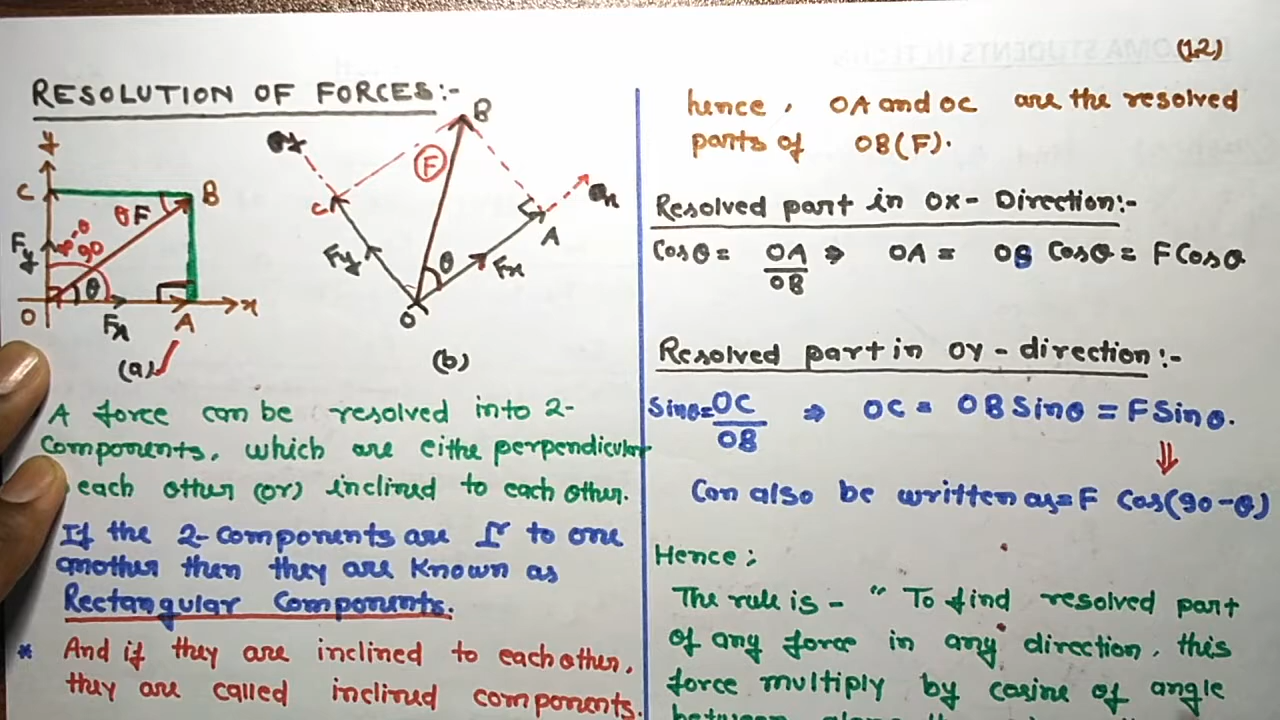 (12)
RESOLUTION OF FORCES:-
y
C
B
θ
F
90
Fy
θ
O
Fx
A
x
(a)
B
F
C
A
Fy
θ
Fx
O
(b)
A force can be resolved into 2-
Components, which are eithe perpendicular
each other (or) inclined to each other.
If the 2-components are ⊥r to one
another then they are Known as
Rectangular Components.
* And if they are inclined to each other,
they are called inclined components.
hence, OA and OC are the resolved
parts of OB(F).
Resolved part in Ox- Direction:-
Cosθ = OA/OB ⇒ OA = OB Cosθ = F Cosθ
Resolved part in OY-direction:-
Sinθ = OC/OB ⇒ OC = OB Sinθ = F Sinθ.
⇓
Can also be written as = F Cos(90-θ)
Hence;
The rule is - " To find resolved part
of any force in any direction, this
force multiply by cosine of angle